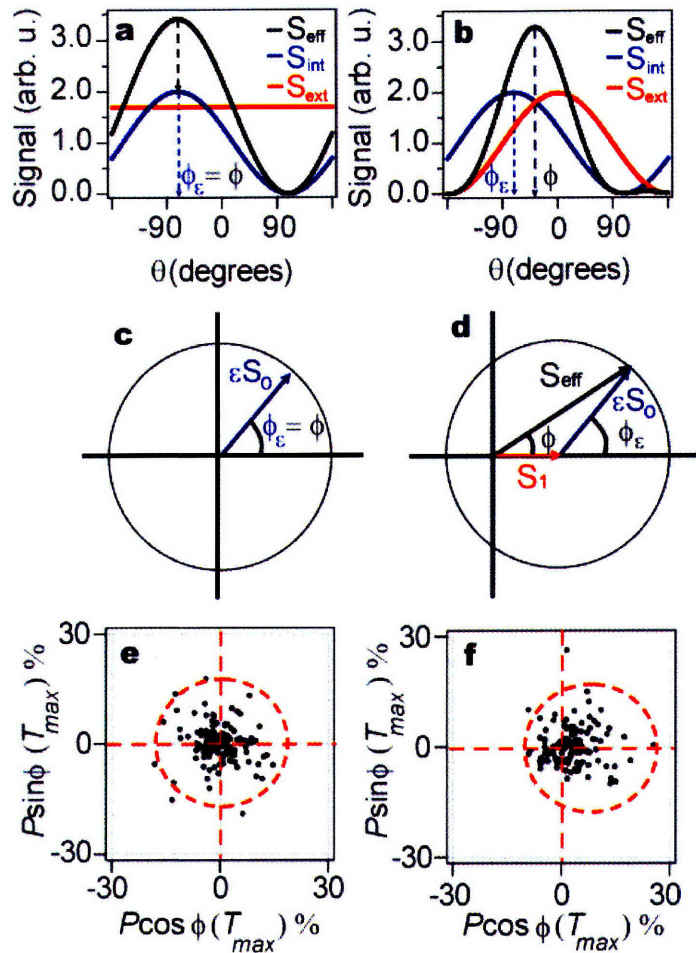 a
S_eff
S_int
S_ext
Signal (arb. u.)
3.0
2.0
1.0
0.0
ϕ_ε = ϕ
-90 0 90
θ(degrees)
b
S_eff
S_int
S_ext
Signal (arb. u.)
3.0
2.0
1.0
0.0
ϕ_ε ϕ
-90 0 90
θ(degrees)
c
εS_0
ϕ_ε = ϕ
d
S_eff
εS_0
ϕ
ϕ_ε
S_1
e
30
0
-30
Psinϕ (T_max) %
-30 0 30
Pcos ϕ (T_max) %
f
30
0
-30
Psinϕ (T_max) %
-30 0 30
Pcos ϕ (T_max) %